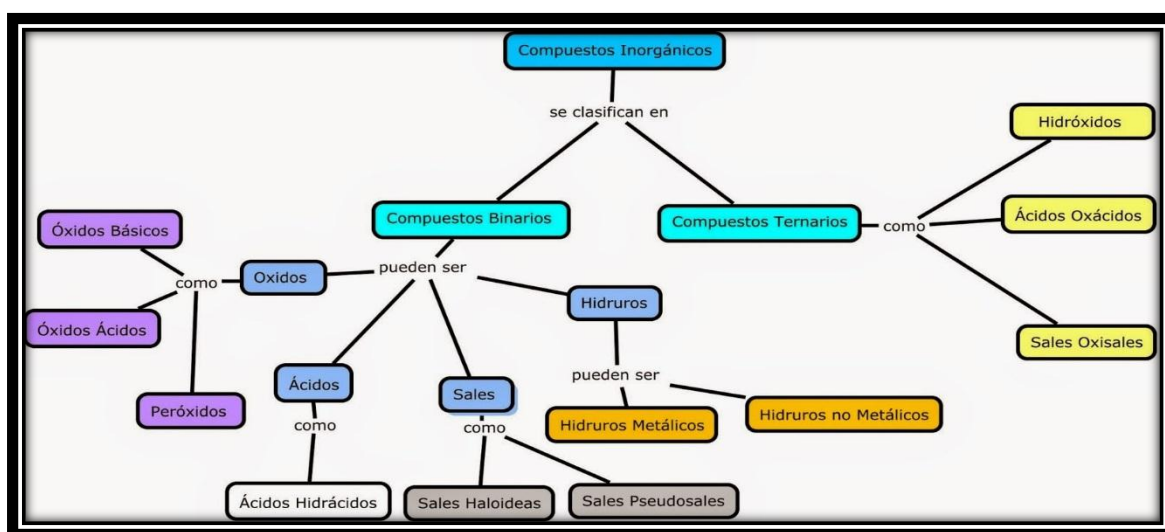 Compuestos Inorgánicos
se clasifican en
Compuestos Binarios
Compuestos Ternarios
como
Hidróxidos
Ácidos Oxácidos
Sales Oxisales
pueden ser
Oxidos
como
Óxidos Básicos
Óxidos Ácidos
Peróxidos
Ácidos
como
Ácidos Hidrácidos
Sales
como
Sales Haloideas
Sales Pseudosales
Hidruros
pueden ser
Hidruros Metálicos
Hidruros no Metálicos